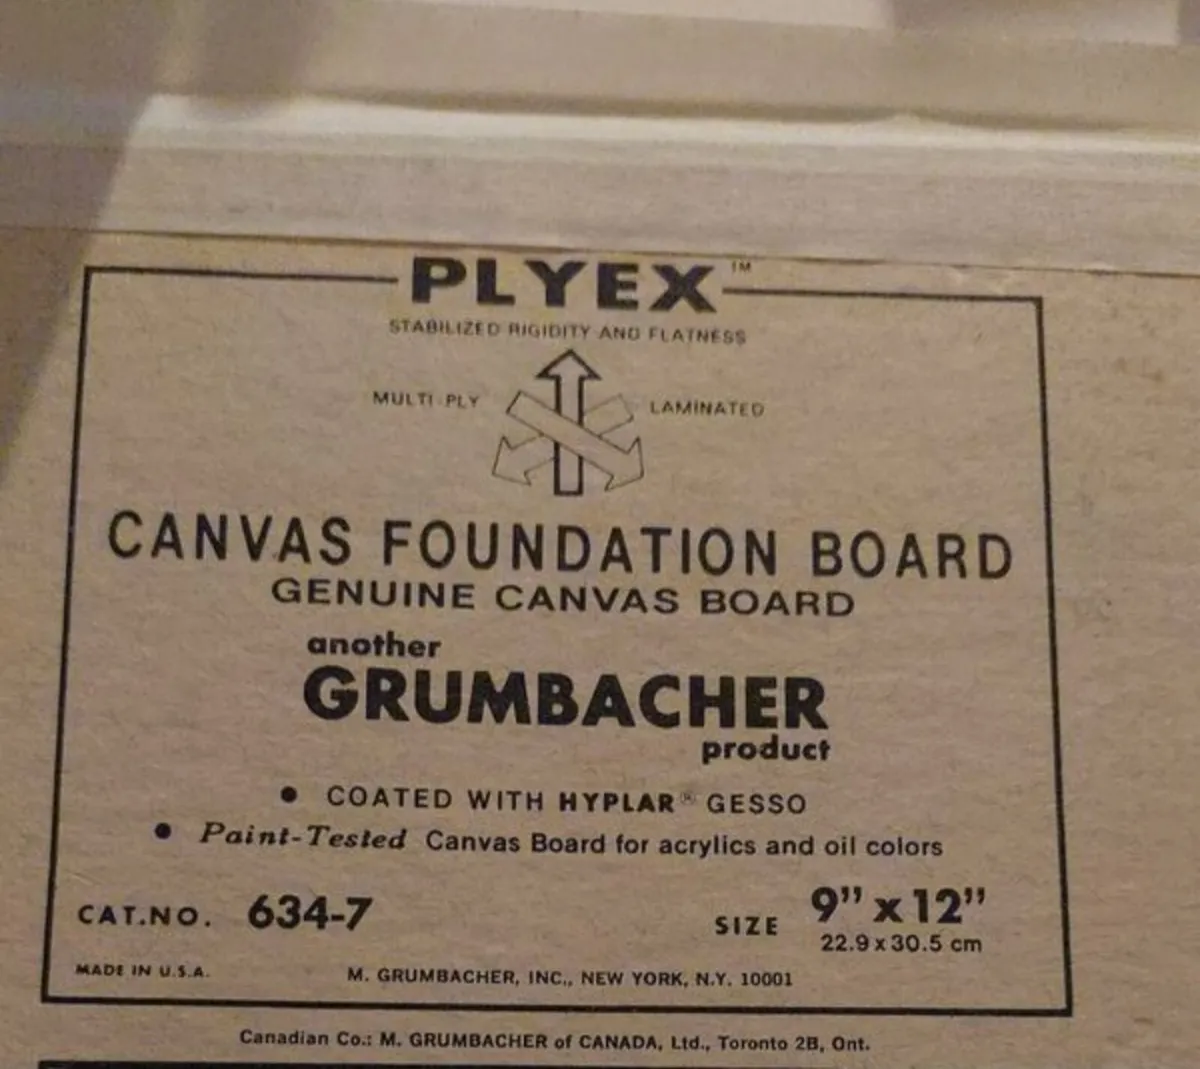 PLYEX™
STABILIZED RIGIDITY AND FLATNESS
MULTI-PLY LAMINATED
CANVAS FOUNDATION BOARD
GENUINE CANVAS BOARD
another
GRUMBACHER
product
• COATED WITH HYPLAR® GESSO
• Paint-Tested Canvas Board for acrylics and oil colors
CAT.NO. 634-7 SIZE 9" x 12"
22.9 x 30.5 cm
MADE IN U.S.A. M. GRUMBACHER, INC., NEW YORK, N.Y. 10001
Canadian Co.: M. GRUMBACHER of CANADA, Ltd., Toronto 2B, Ont.